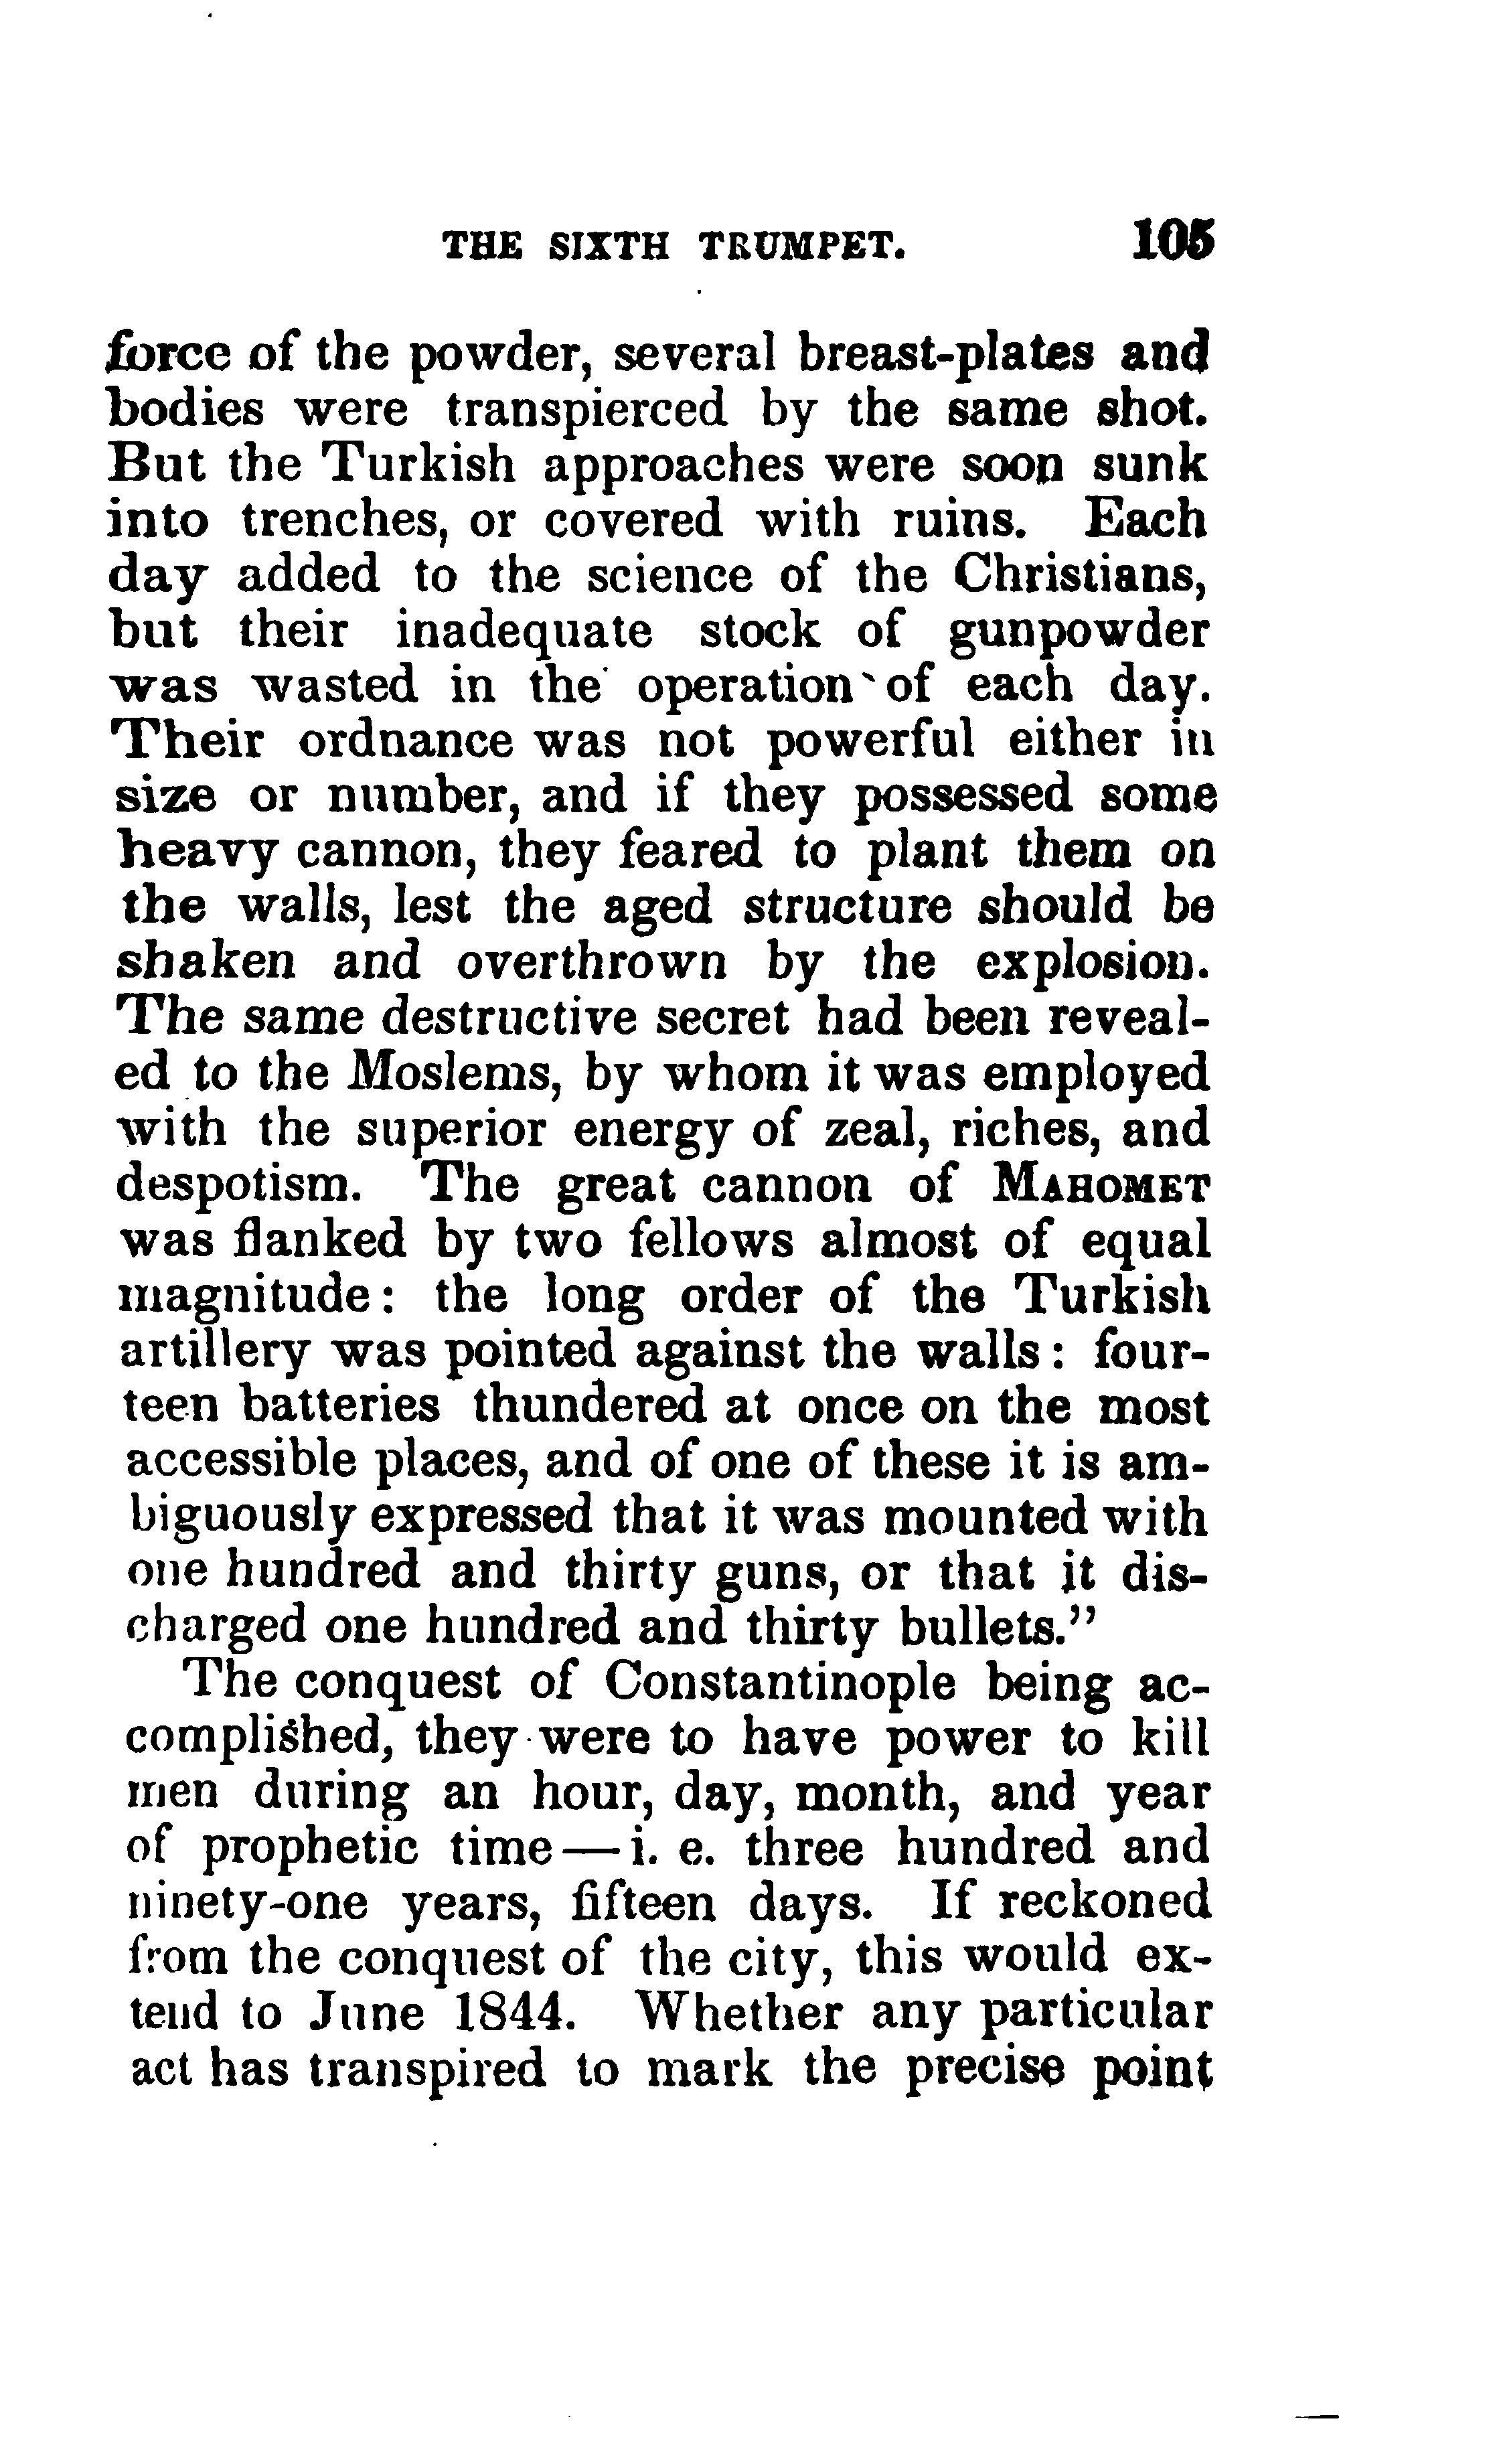 THE SIXTH TRUMPET. 105
force of the powder, several breast-plates and
bodies were transpierced by the same shot.
But the Turkish approaches were soon sunk
into trenches, or covered with ruins. Each
day added to the science of the Christians,
but their inadequate stock of gunpowder
was wasted in the operation of each day.
Their ordnance was not powerful either in
size or number, and if they possessed some
heavy cannon, they feared to plant them on
the walls, lest the aged structure should be
shaken and overthrown by the explosion.
The same destructive secret had been reveal-
ed to the Moslems, by whom it was employed
with the superior energy of zeal, riches, and
despotism. The great cannon of MAHOMET
was flanked by two fellows almost of equal
magnitude: the long order of the Turkish
artillery was pointed against the walls: four-
teen batteries thundered at once on the most
accessible places, and of one of these it is am-
biguously expressed that it was mounted with
one hundred and thirty guns, or that it dis-
charged one hundred and thirty bullets.”
The conquest of Constantinople being ac-
complished, they were to have power to kill
men during an hour, day, month, and year
of prophetic time—i. e. three hundred and
ninety-one years, fifteen days. If reckoned
from the conquest of the city, this would ex-
tend to June 1844. Whether any particular
act has transpired to mark the precise point